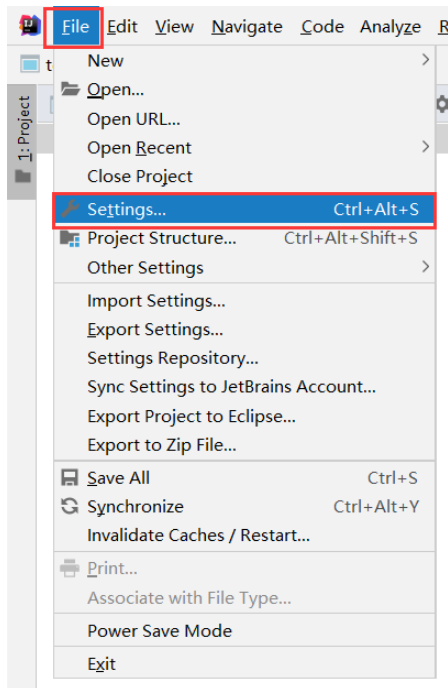 File Edit View Navigate Code Analyze R
t
1: Project
New
Open...
Open URL...
Open Recent
Close Project
Settings... Ctrl+Alt+S
Project Structure... Ctrl+Alt+Shift+S
Other Settings
Import Settings...
Export Settings...
Settings Repository...
Sync Settings to JetBrains Account...
Export Project to Eclipse...
Export to Zip File...
Save All Ctrl+S
Synchronize Ctrl+Alt+Y
Invalidate Caches / Restart...
Print...
Associate with File Type...
Power Save Mode
Exit